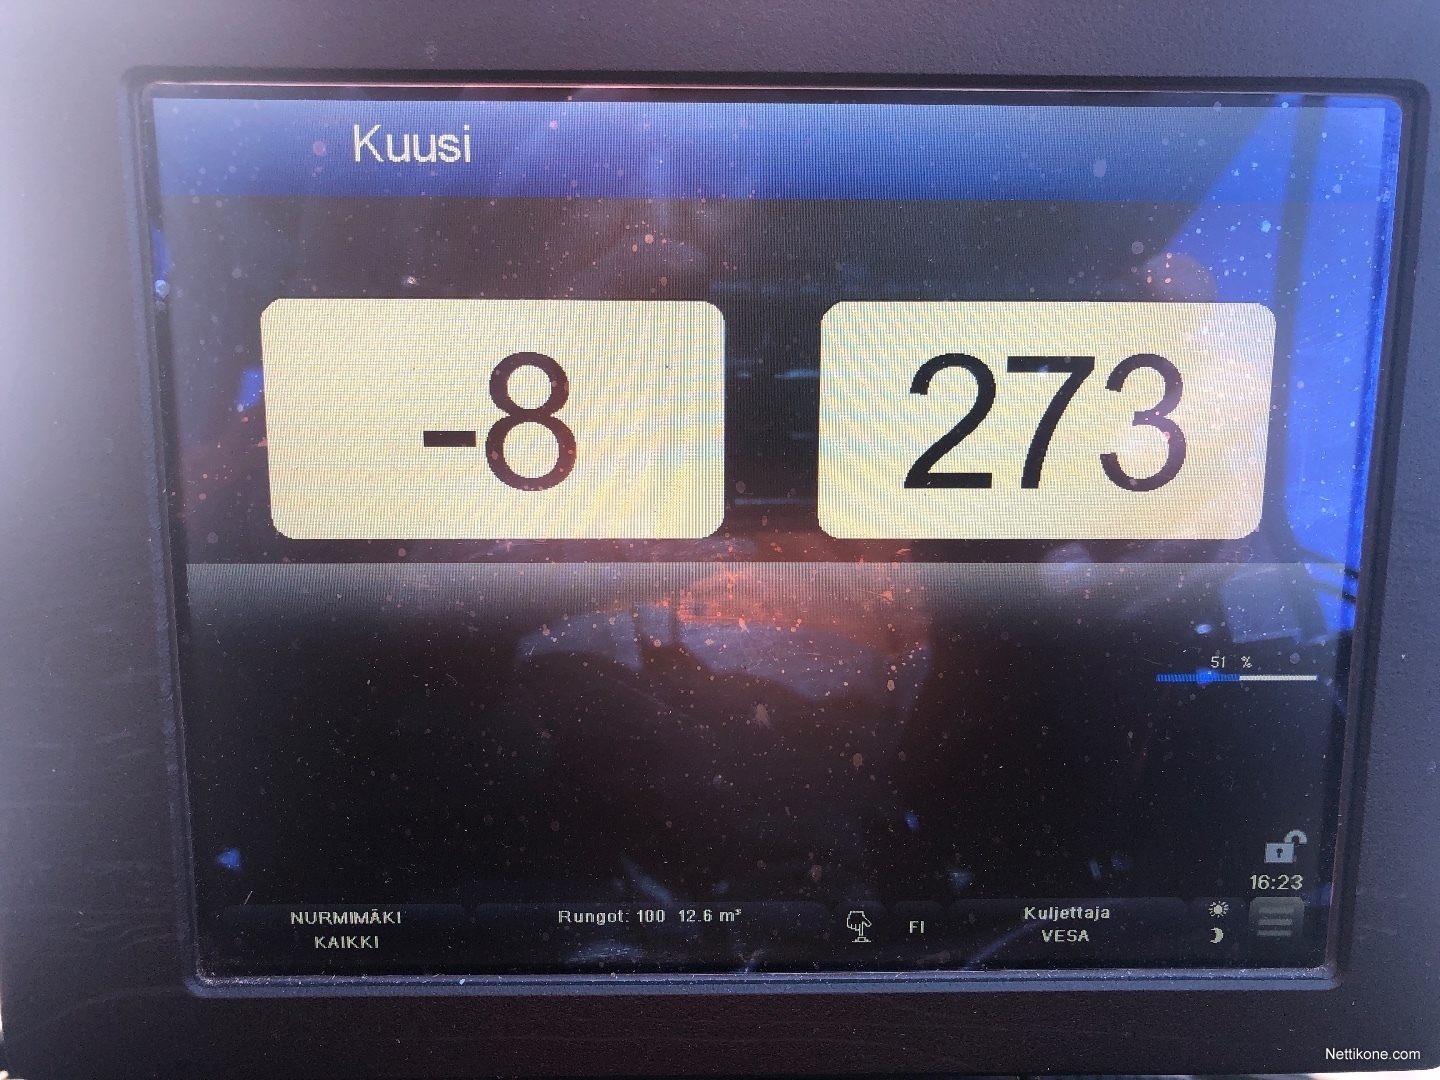 Kuusi
-8
273
51 %
16:23
NURMIMÄKI
KAIKKI
Rungot: 100 12.6 m³
FI
Kuljettaja
VESA
Nettikone.com